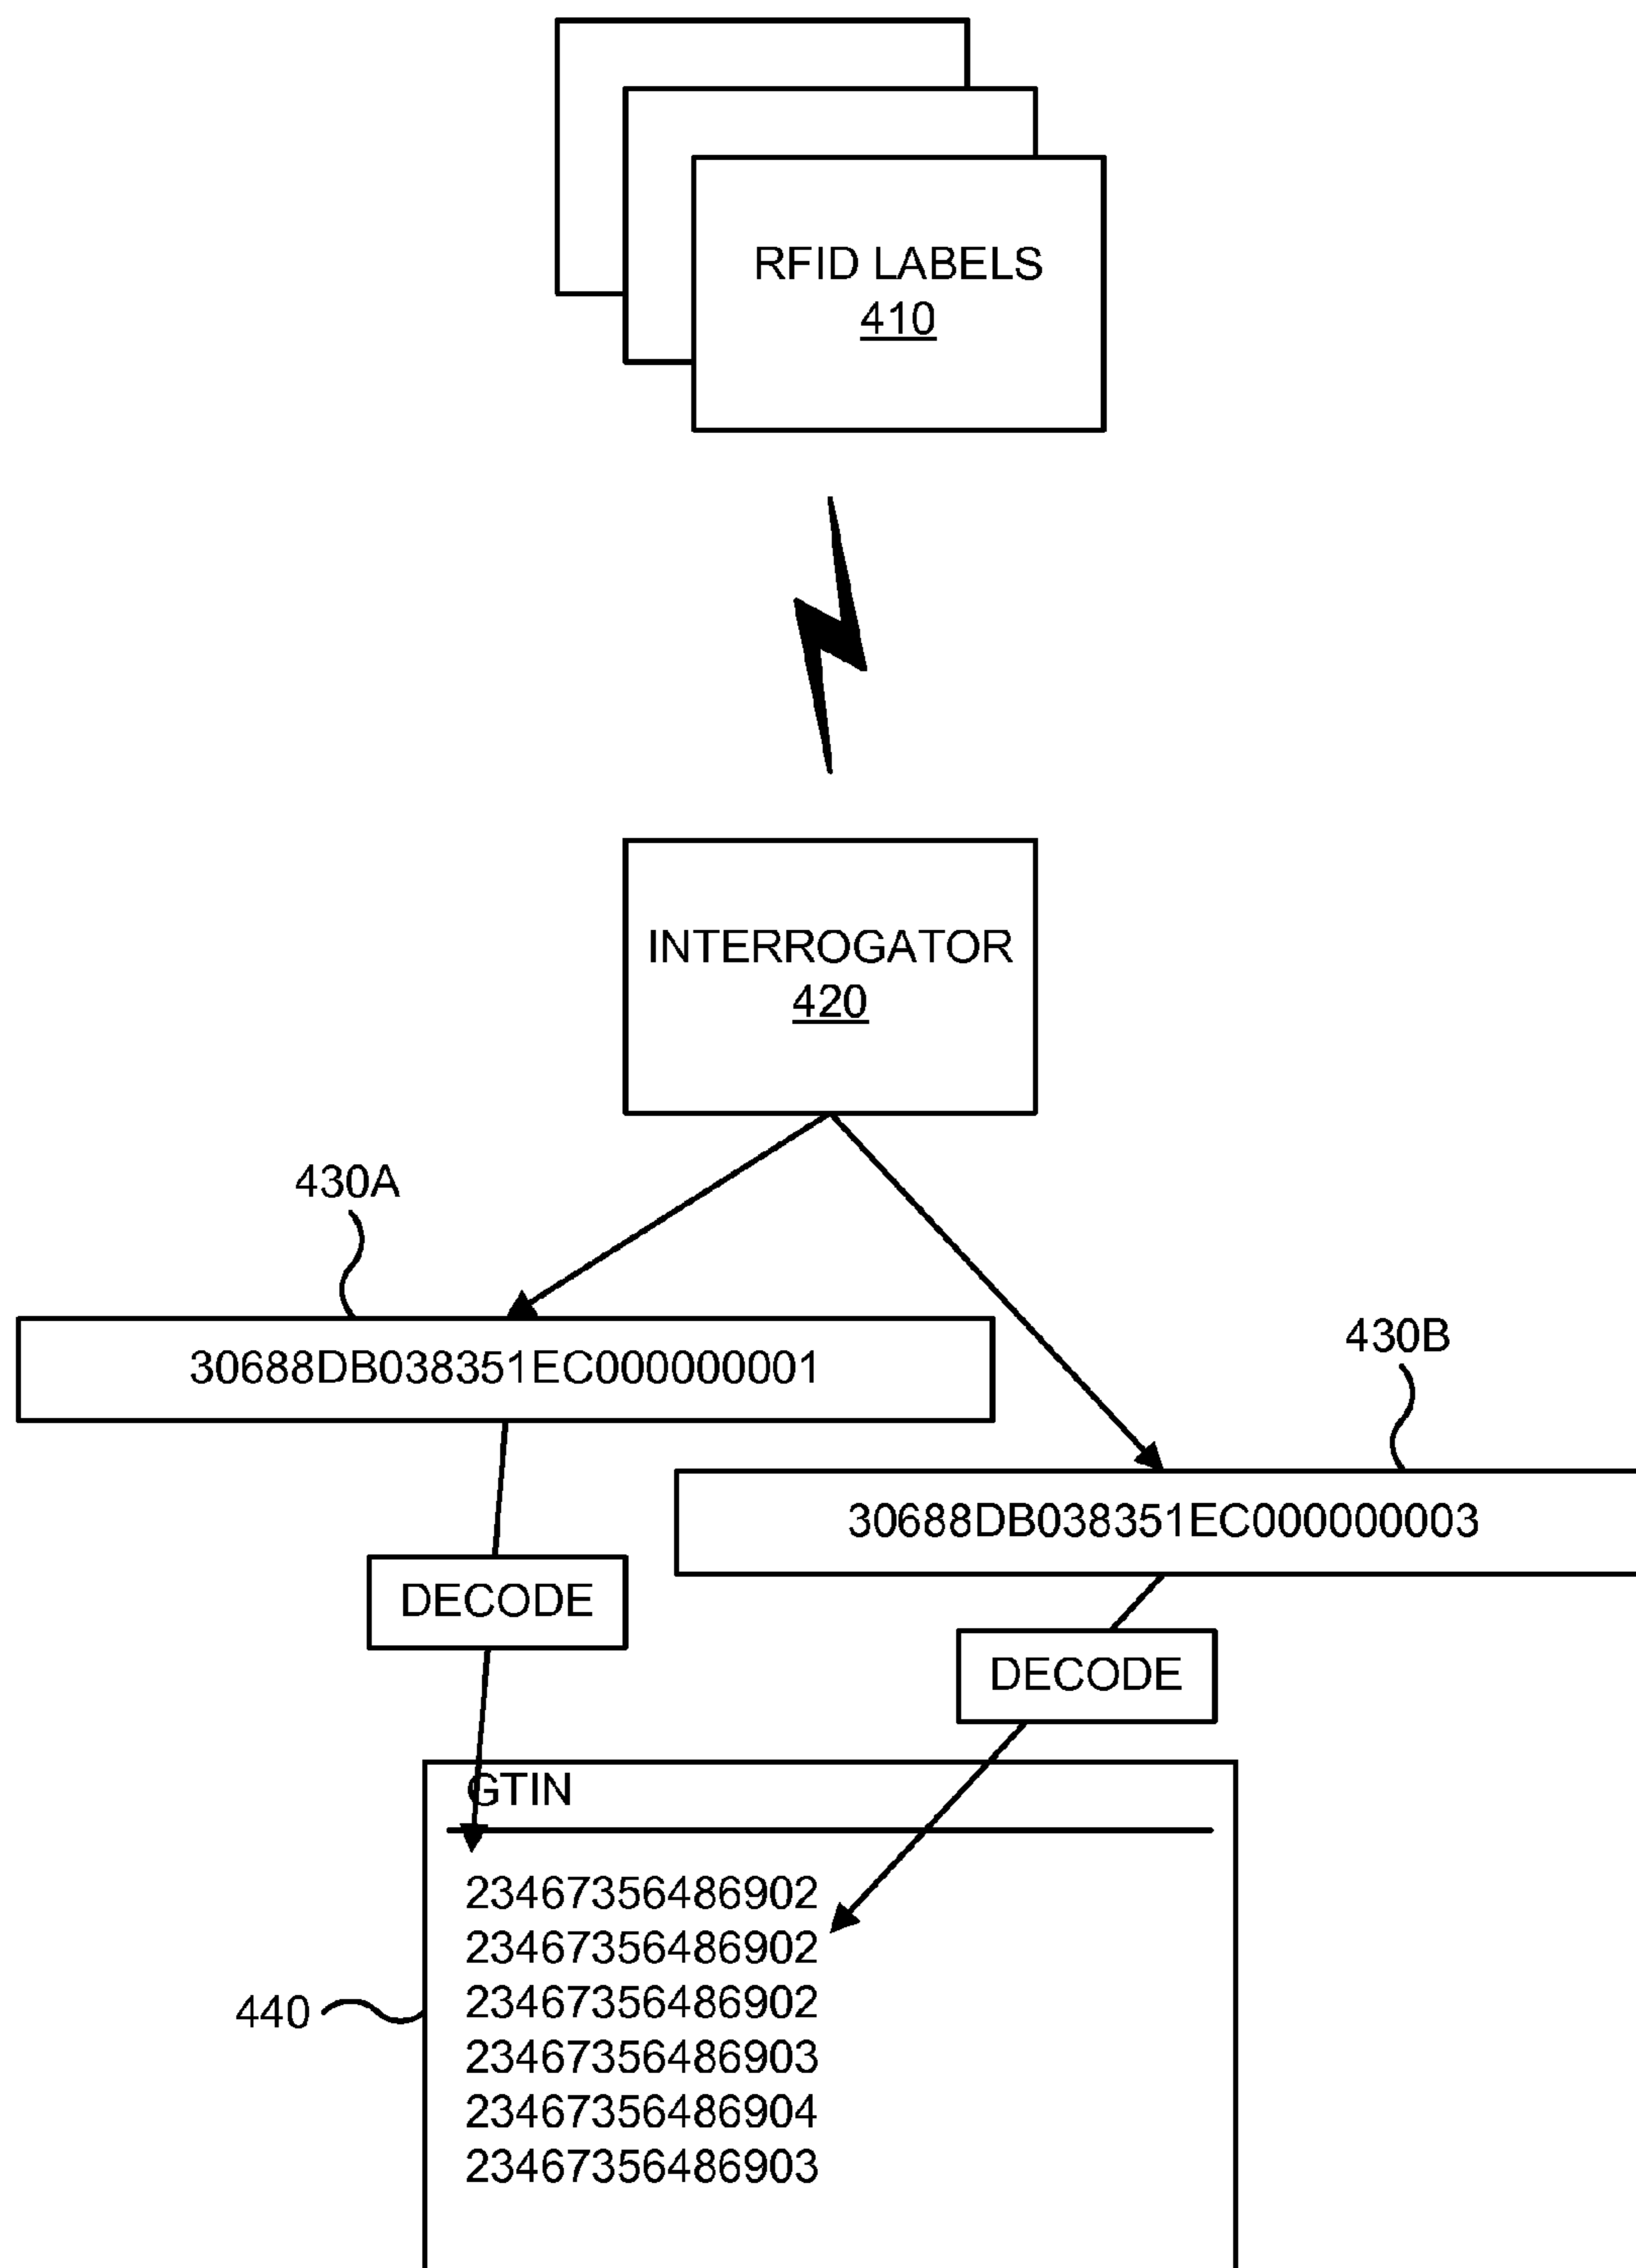 RFID LABELS
410
INTERROGATOR
420
430A
30688DB038351EC000000001
430B
30688DB038351EC000000003
DECODE
DECODE
GTIN
23467356486902
23467356486902
23467356486902
23467356486903
23467356486904
23467356486903
440